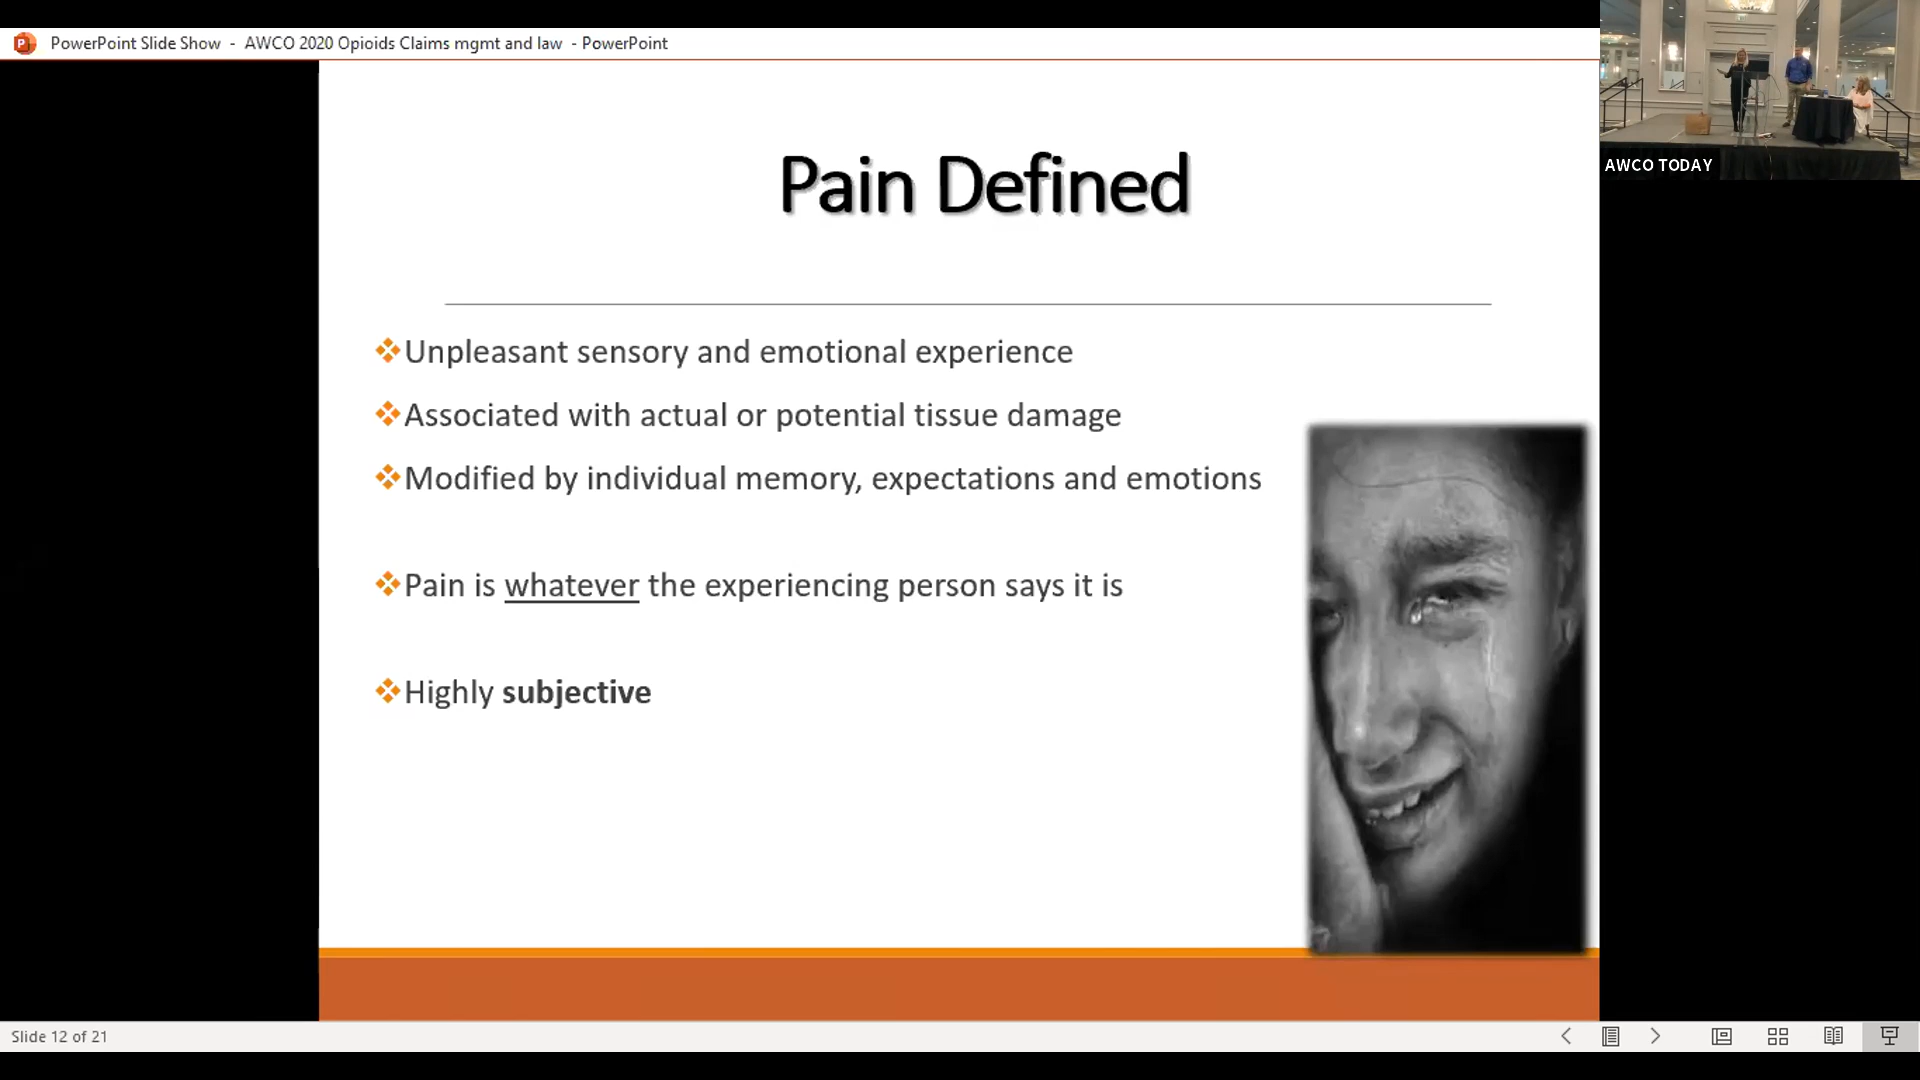 PowerPoint Slide Show - AWCO 2020 Opioids Claims mgmt and law - PowerPoint
AWCO TODAY
Pain Defined
Unpleasant sensory and emotional experience
Associated with actual or potential tissue damage
Modified by individual memory, expectations and emotions
Pain is whatever the experiencing person says it is
Highly subjective
Slide 12 of 21